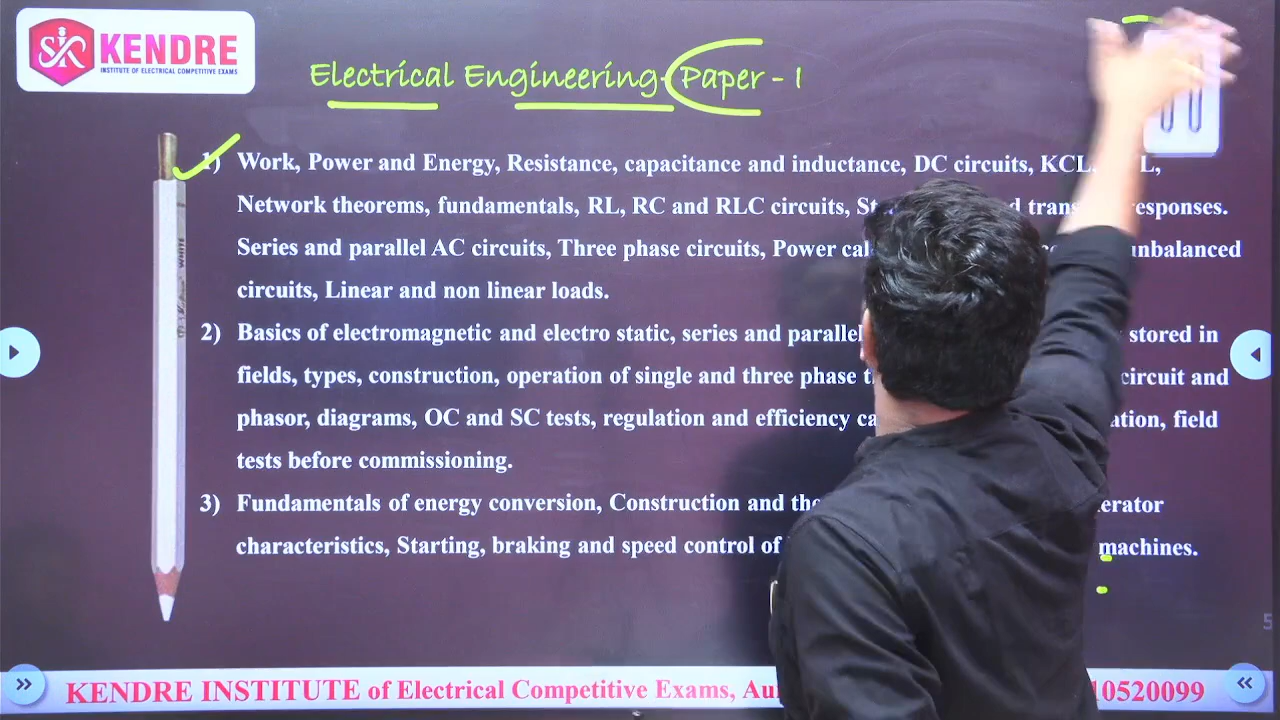 KENDRE
INSTITUTE OF ELECTRICAL COMPETITIVE EXAMS
Electrical Engineering- Paper - I
1) Work, Power and Energy, Resistance, capacitance and inductance, DC circuits, KCL,
Network theorems, fundamentals, RL, RC and RLC circuits, responses.
Series and parallel AC circuits, Three phase circuits, Power unbalanced
circuits, Linear and non linear loads.
2) Basics of electromagnetic and electro static, series and parallel stored in
fields, types, construction, operation of single and three phase circuit and
phasor, diagrams, OC and SC tests, regulation and efficiency field
tests before commissioning.
3) Fundamentals of energy conversion, Construction and
characteristics, Starting, braking and speed control of machines.
KENDRE INSTITUTE of Electrical Competitive Exams, 10520099